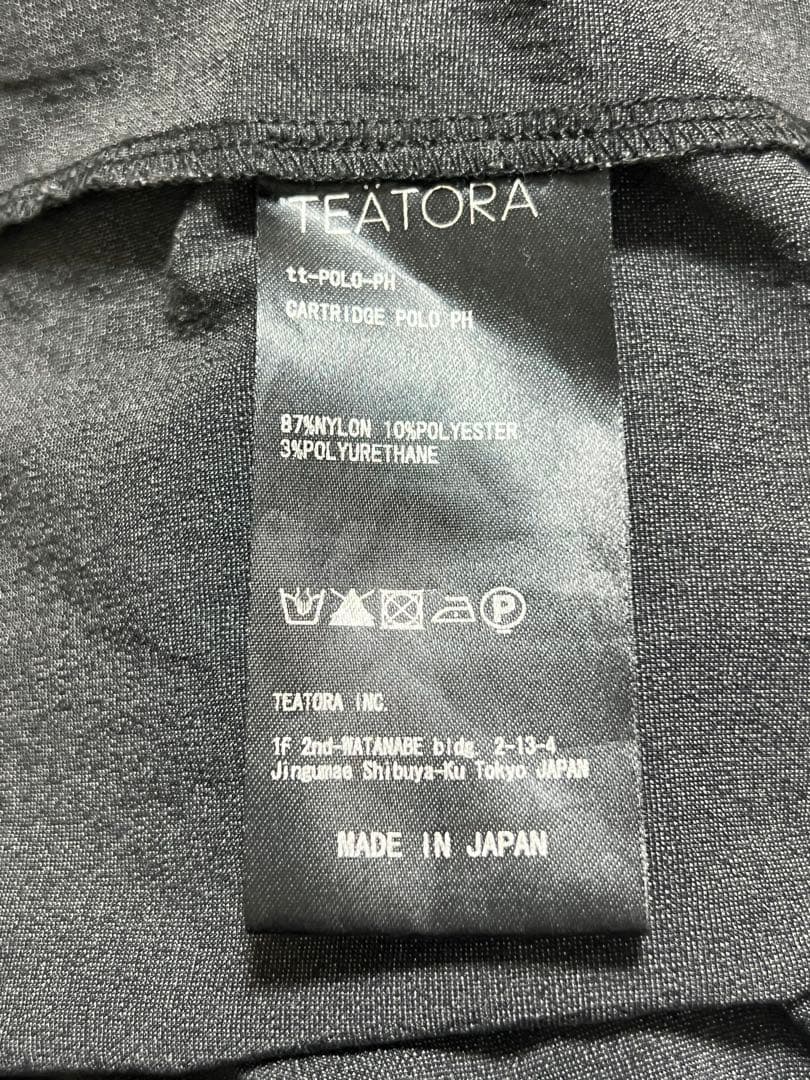 TEÄTORA
tt-POLO-PH
CARTRIDGE POLO PH
87%NYLON 10%POLYESTER
3%POLYURETHANE
P
TEATORA INC.
1F 2nd-WATANABE bldg. 2-13-4
Jingumae Shibuya-Ku Tokyo JAPAN
MADE IN JAPAN